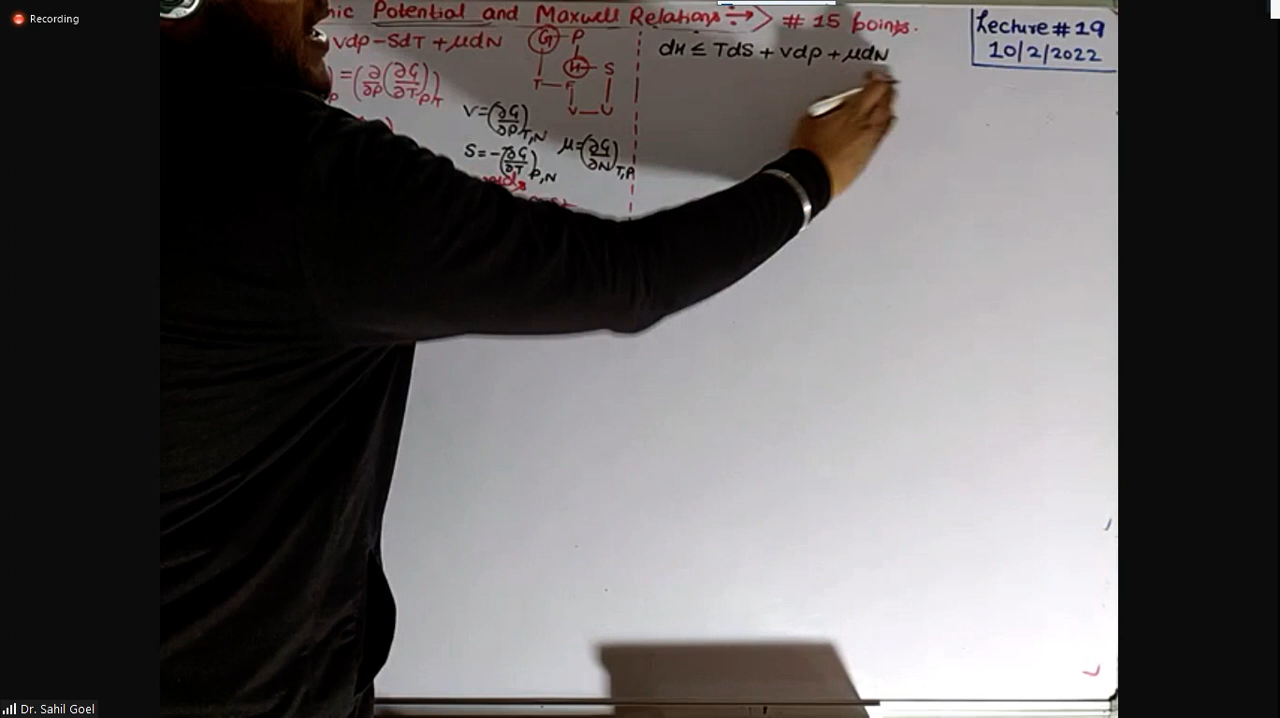 Recording
Potential and Maxwell Relations ÷→> # 15 points.
Lecture # 19
10/2/2022
vdp - SdT + μdN
G P
dH ≤ TdS + vdp + μdN
)p = (∂/∂p (∂G/∂T)p,T)T
H S
T F
V U
V = (∂G/∂P)T,N
S = -(∂G/∂T)P,N
μ = (∂G/∂N)T,P
Dr. Sahil Goel